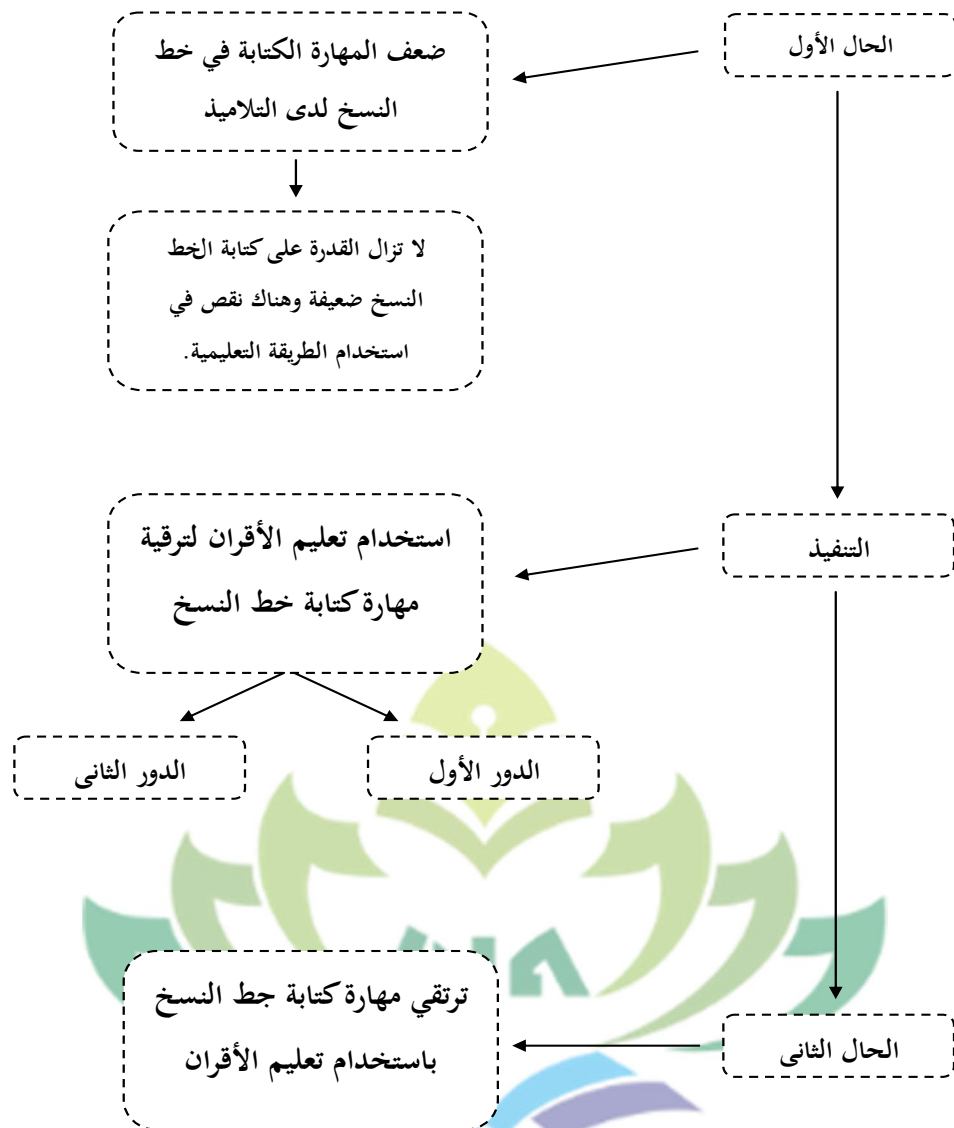 الحال الأول
ضعف المهارة الكتابة في خط
النسخ لدى التلاميذ
لا تزال القدرة على كتابة الخط
النسخ ضعيفة وهناك نقص في
استخدام الطريقة التعليمية.
التنفيذ
استخدام تعليم الأقران لترقية
مهارة كتابة خط النسخ
الدور الأول
الدور الثانى
الحال الثانى
ترتقي مهارة كتابة جط النسخ
باستخدام تعليم الأقران